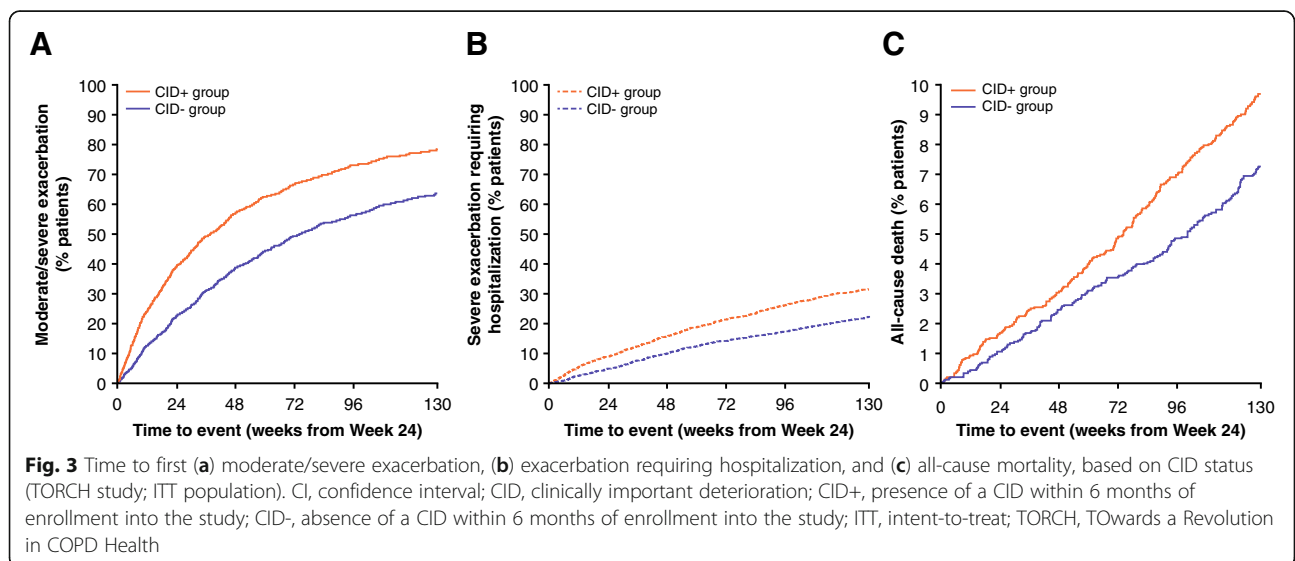 A
Moderate/severe exacerbation
(% patients)
100
90
80
70
60
50
40
30
20
10
0
CID+ group
CID- group
0 24 48 72 96 130
Time to event (weeks from Week 24)
B
Severe exacerbation requiring
hospitalization (% patients)
100
90
80
70
60
50
40
30
20
10
0
CID+ group
CID- group
0 24 48 72 96 130
Time to event (weeks from Week 24)
C
All-cause death (% patients)
10
9
8
7
6
5
4
3
2
1
0
CID+ group
CID- group
0 24 48 72 96 130
Time to event (weeks from Week 24)
Fig. 3 Time to first (a) moderate/severe exacerbation, (b) exacerbation requiring hospitalization, and (c) all-cause mortality, based on CID status
(TORCH study; ITT population). CI, confidence interval; CID, clinically important deterioration; CID+, presence of a CID within 6 months of
enrollment into the study; CID-, absence of a CID within 6 months of enrollment into the study; ITT, intent-to-treat; TORCH, TOwards a Revolution
in COPD Health